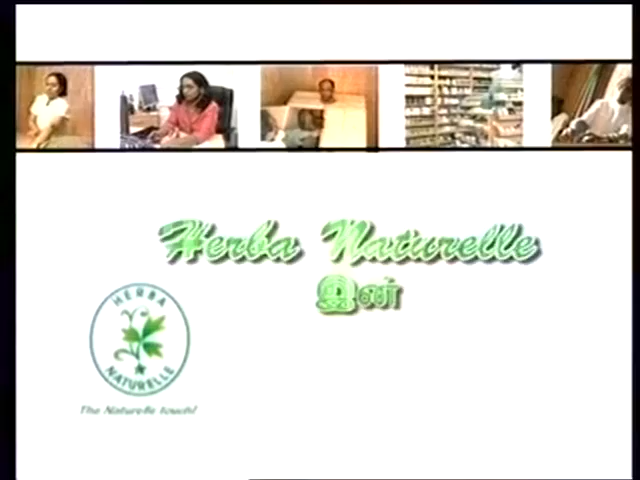 Herba Naturelle
இன்
HERBA
NATURELLE
The Naturelle touch!